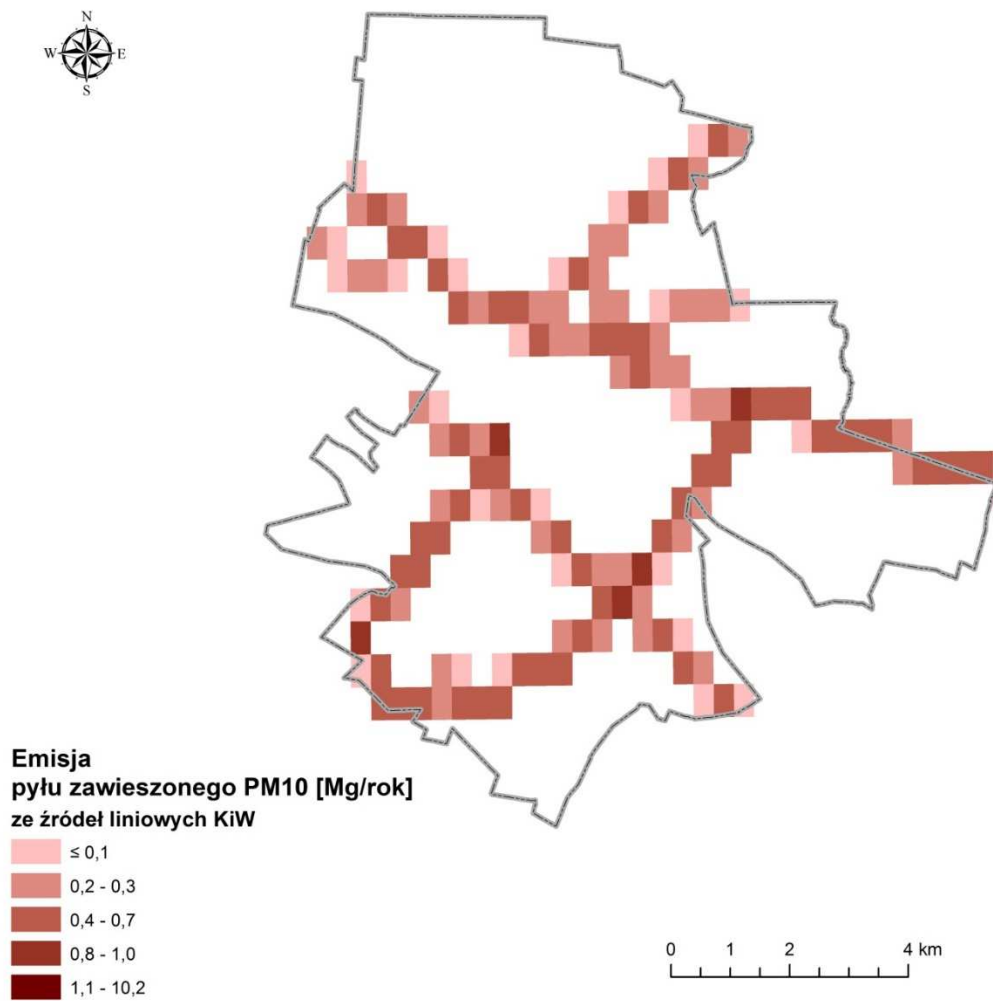 N
W E
S
Emisja
pyłu zawieszonego PM10 [Mg/rok]
ze źródeł liniowych KiW
≤ 0,1
0,2 - 0,3
0,4 - 0,7
0,8 - 1,0
1,1 - 10,2
0 1 2 4 km